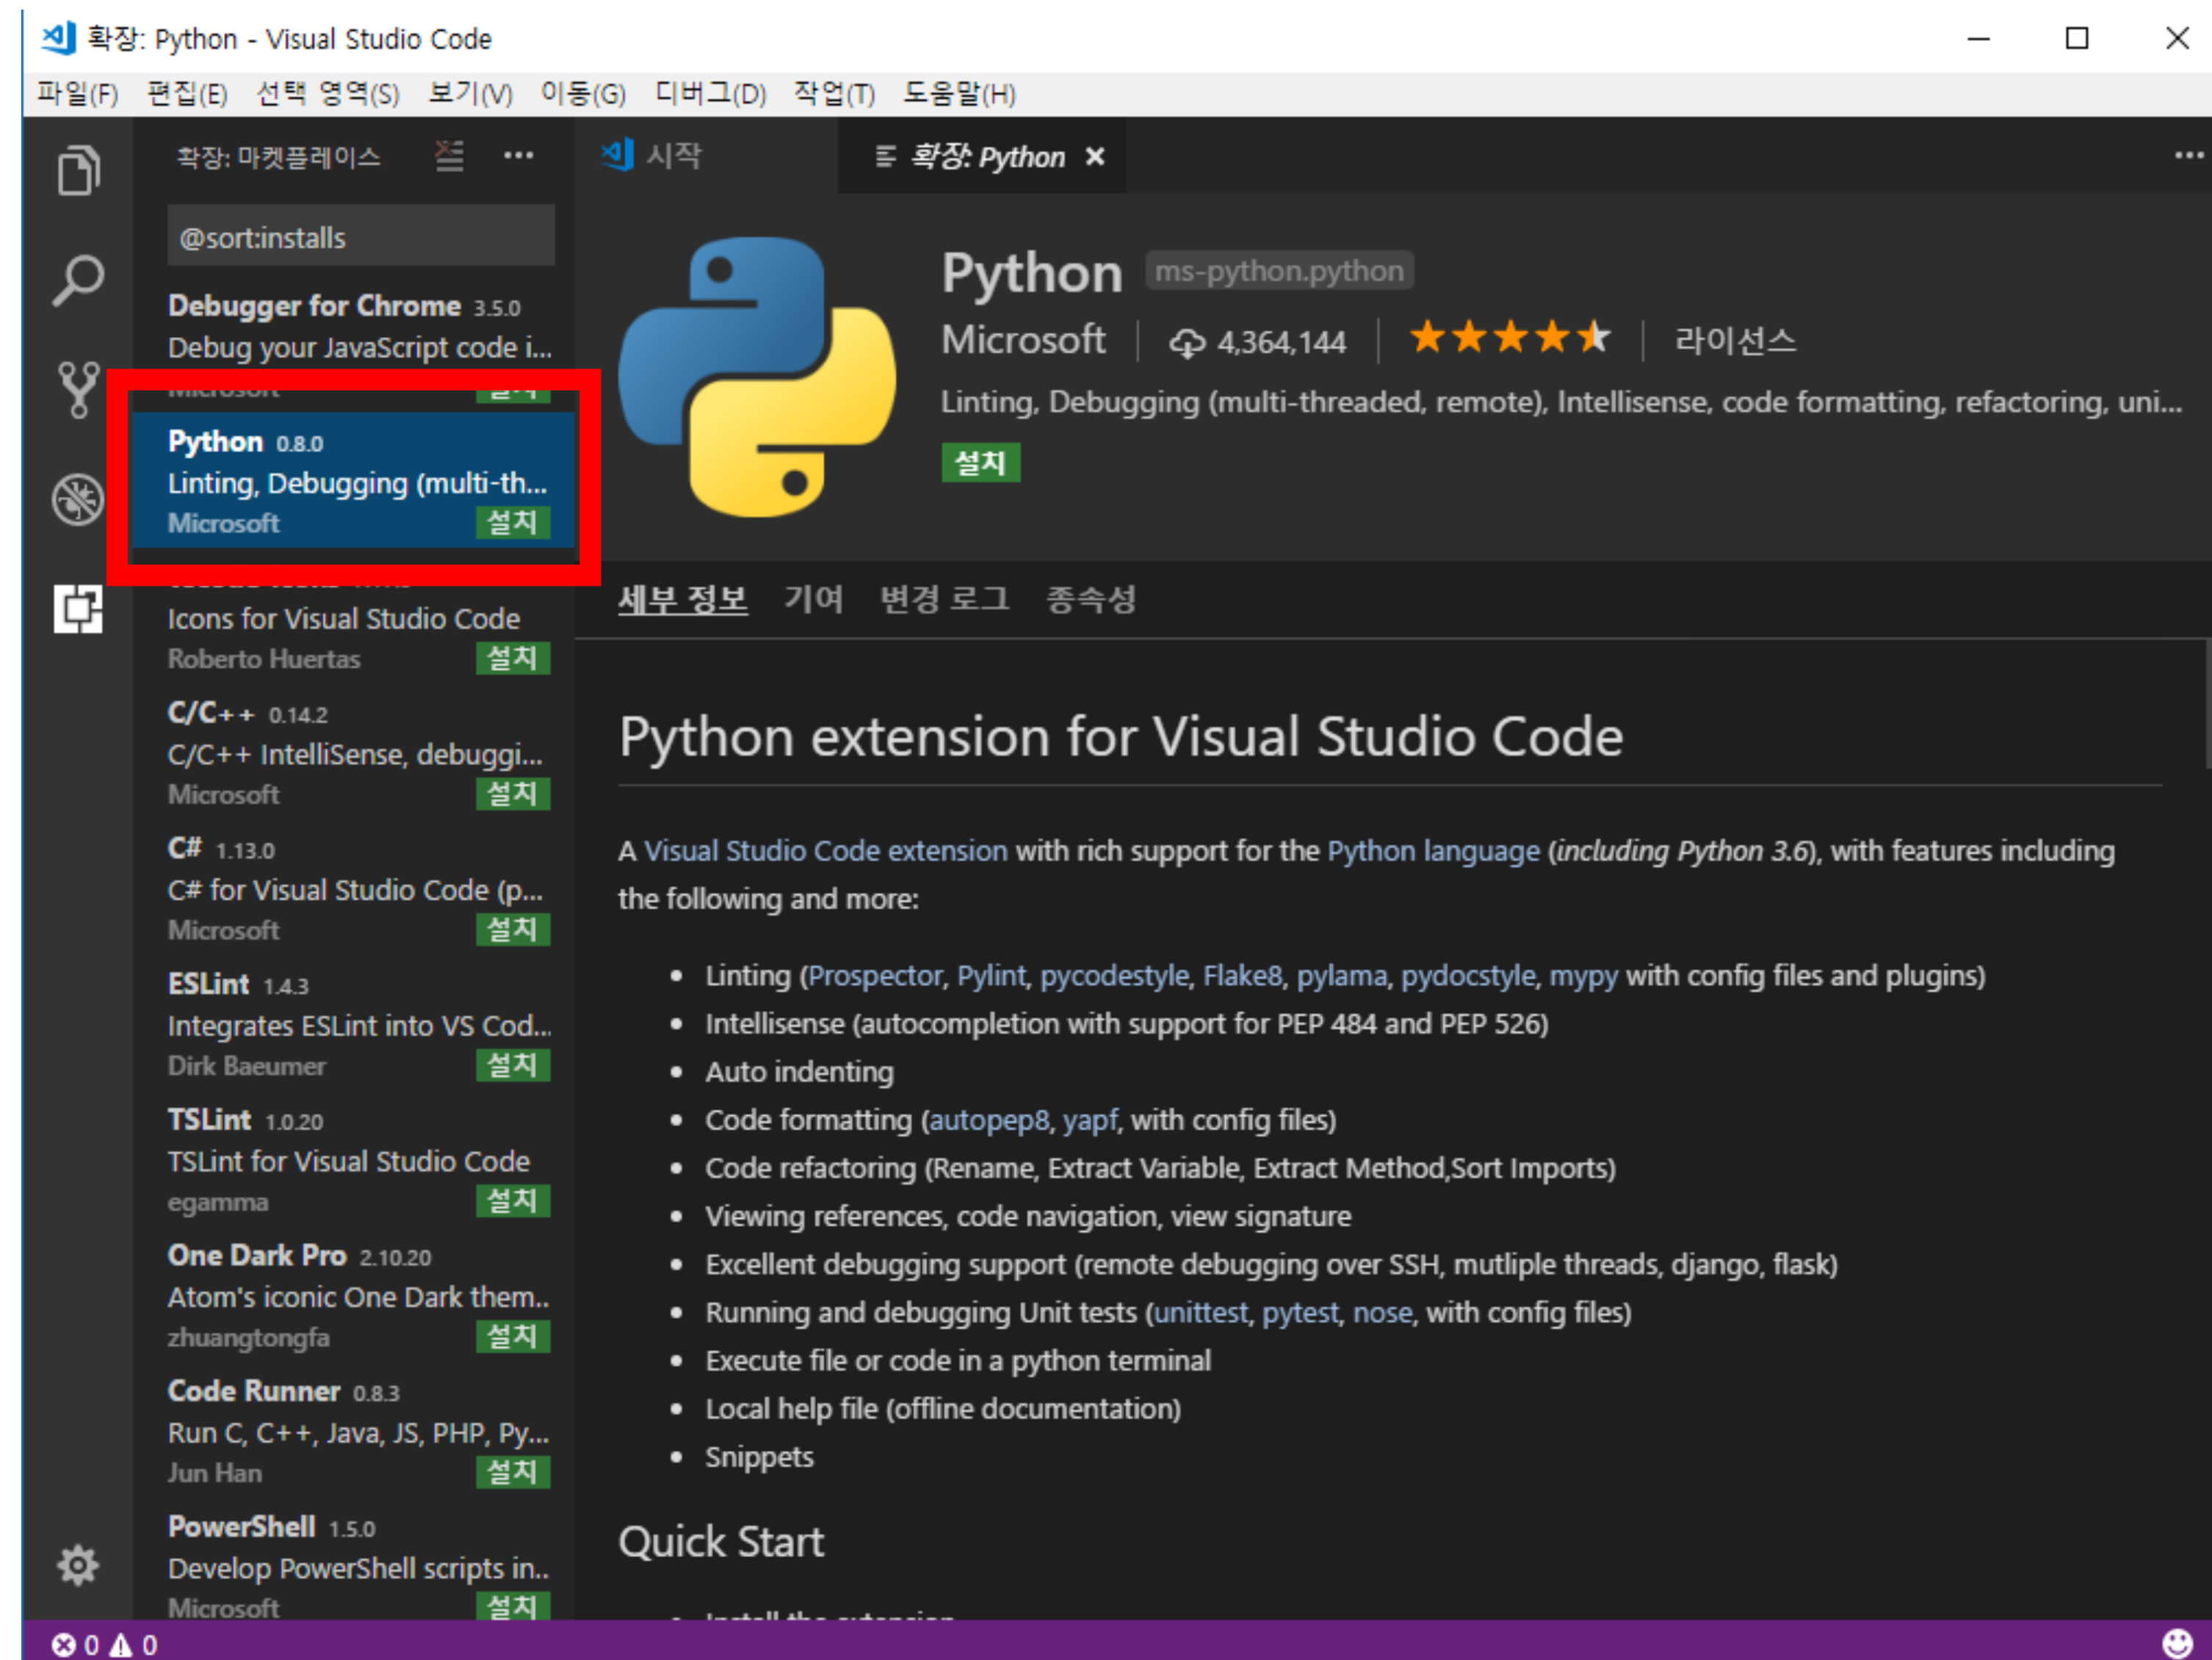 확장: Python - Visual Studio Code
파일(F) 편집(E) 선택 영역(S) 보기(V) 이동(G) 디버그(D) 작업(T) 도움말(H)
확장: 마켓플레이스
@sort:installs
Debugger for Chrome 3.5.0
Debug your JavaScript code i...
Microsoft 설치
Python 0.8.0
Linting, Debugging (multi-th...
Microsoft 설치
Icons for Visual Studio Code
Roberto Huertas 설치
C/C++ 0.14.2
C/C++ IntelliSense, debuggi...
Microsoft 설치
C# 1.13.0
C# for Visual Studio Code (p...
Microsoft 설치
ESLint 1.4.3
Integrates ESLint into VS Cod...
Dirk Baeumer 설치
TSLint 1.0.20
TSLint for Visual Studio Code
egamma 설치
One Dark Pro 2.10.20
Atom's iconic One Dark them..
zhuangtongfa 설치
Code Runner 0.8.3
Run C, C++, Java, JS, PHP, Py...
Jun Han 설치
PowerShell 1.5.0
Develop PowerShell scripts in..
Microsoft 설치
시작 확장: Python
Python ms-python.python
Microsoft 4,364,144 라이선스
Linting, Debugging (multi-threaded, remote), Intellisense, code formatting, refactoring, uni...
설치
세부 정보 기여 변경 로그 종속성
Python extension for Visual Studio Code
A Visual Studio Code extension with rich support for the Python language (including Python 3.6), with features including
the following and more:
• Linting (Prospector, Pylint, pycodestyle, Flake8, pylama, pydocstyle, mypy with config files and plugins)
• Intellisense (autocompletion with support for PEP 484 and PEP 526)
• Auto indenting
• Code formatting (autopep8, yapf, with config files)
• Code refactoring (Rename, Extract Variable, Extract Method,Sort Imports)
• Viewing references, code navigation, view signature
• Excellent debugging support (remote debugging over SSH, mutliple threads, django, flask)
• Running and debugging Unit tests (unittest, pytest, nose, with config files)
• Execute file or code in a python terminal
• Local help file (offline documentation)
• Snippets
Quick Start
• Install the extension
0 0